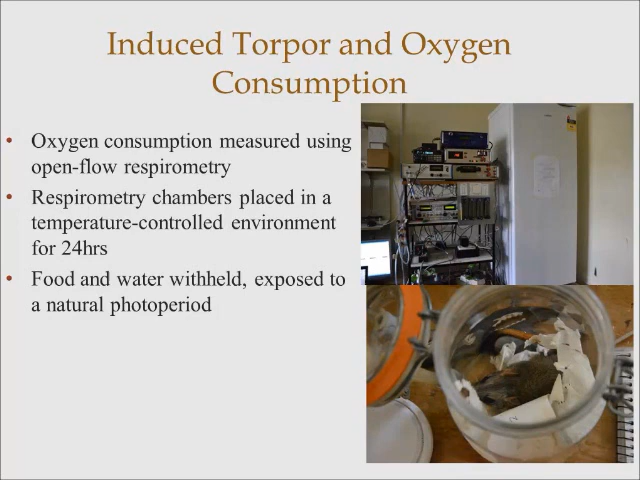 Induced Torpor and Oxygen
Consumption
• Oxygen consumption measured using
open-flow respirometry
• Respirometry chambers placed in a
temperature-controlled environment
for 24hrs
• Food and water withheld, exposed to
a natural photoperiod